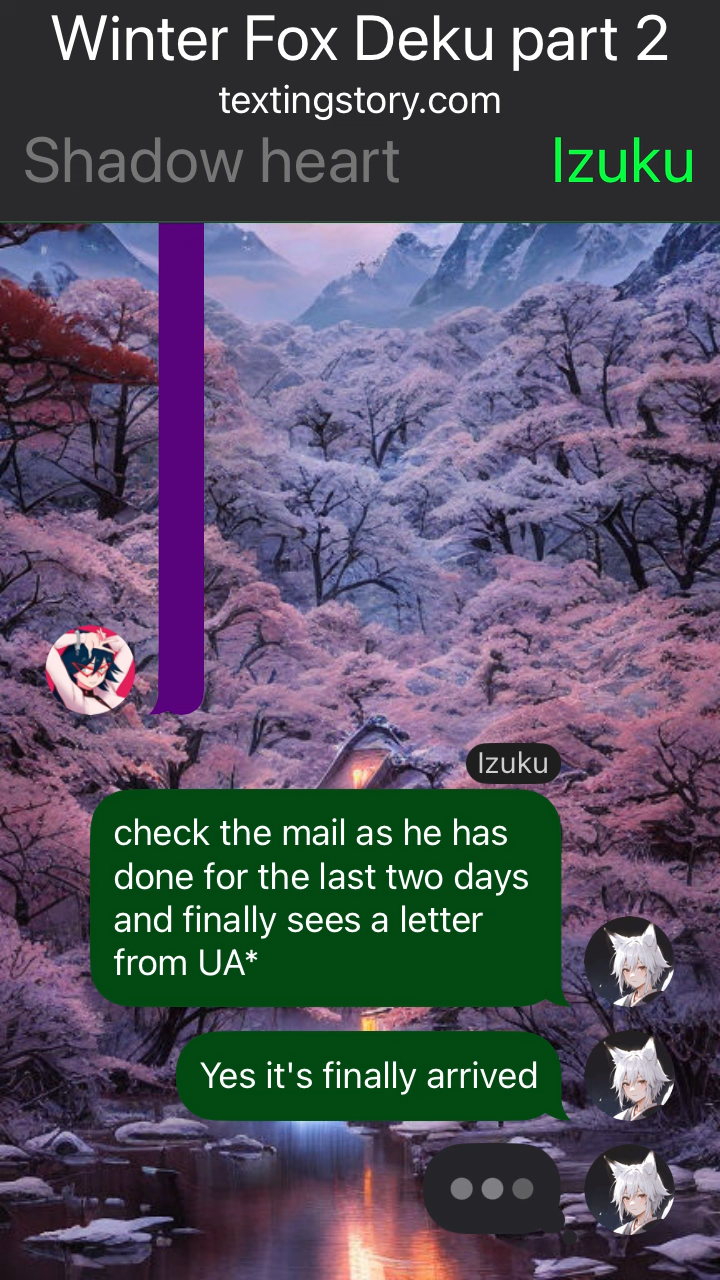 Winter Fox Deku part 2
textingstory.com
Shadow heart
Izuku
Izuku
check the mail as he has
done for the last two days
and finally sees a letter
from UA*
Yes it's finally arrived